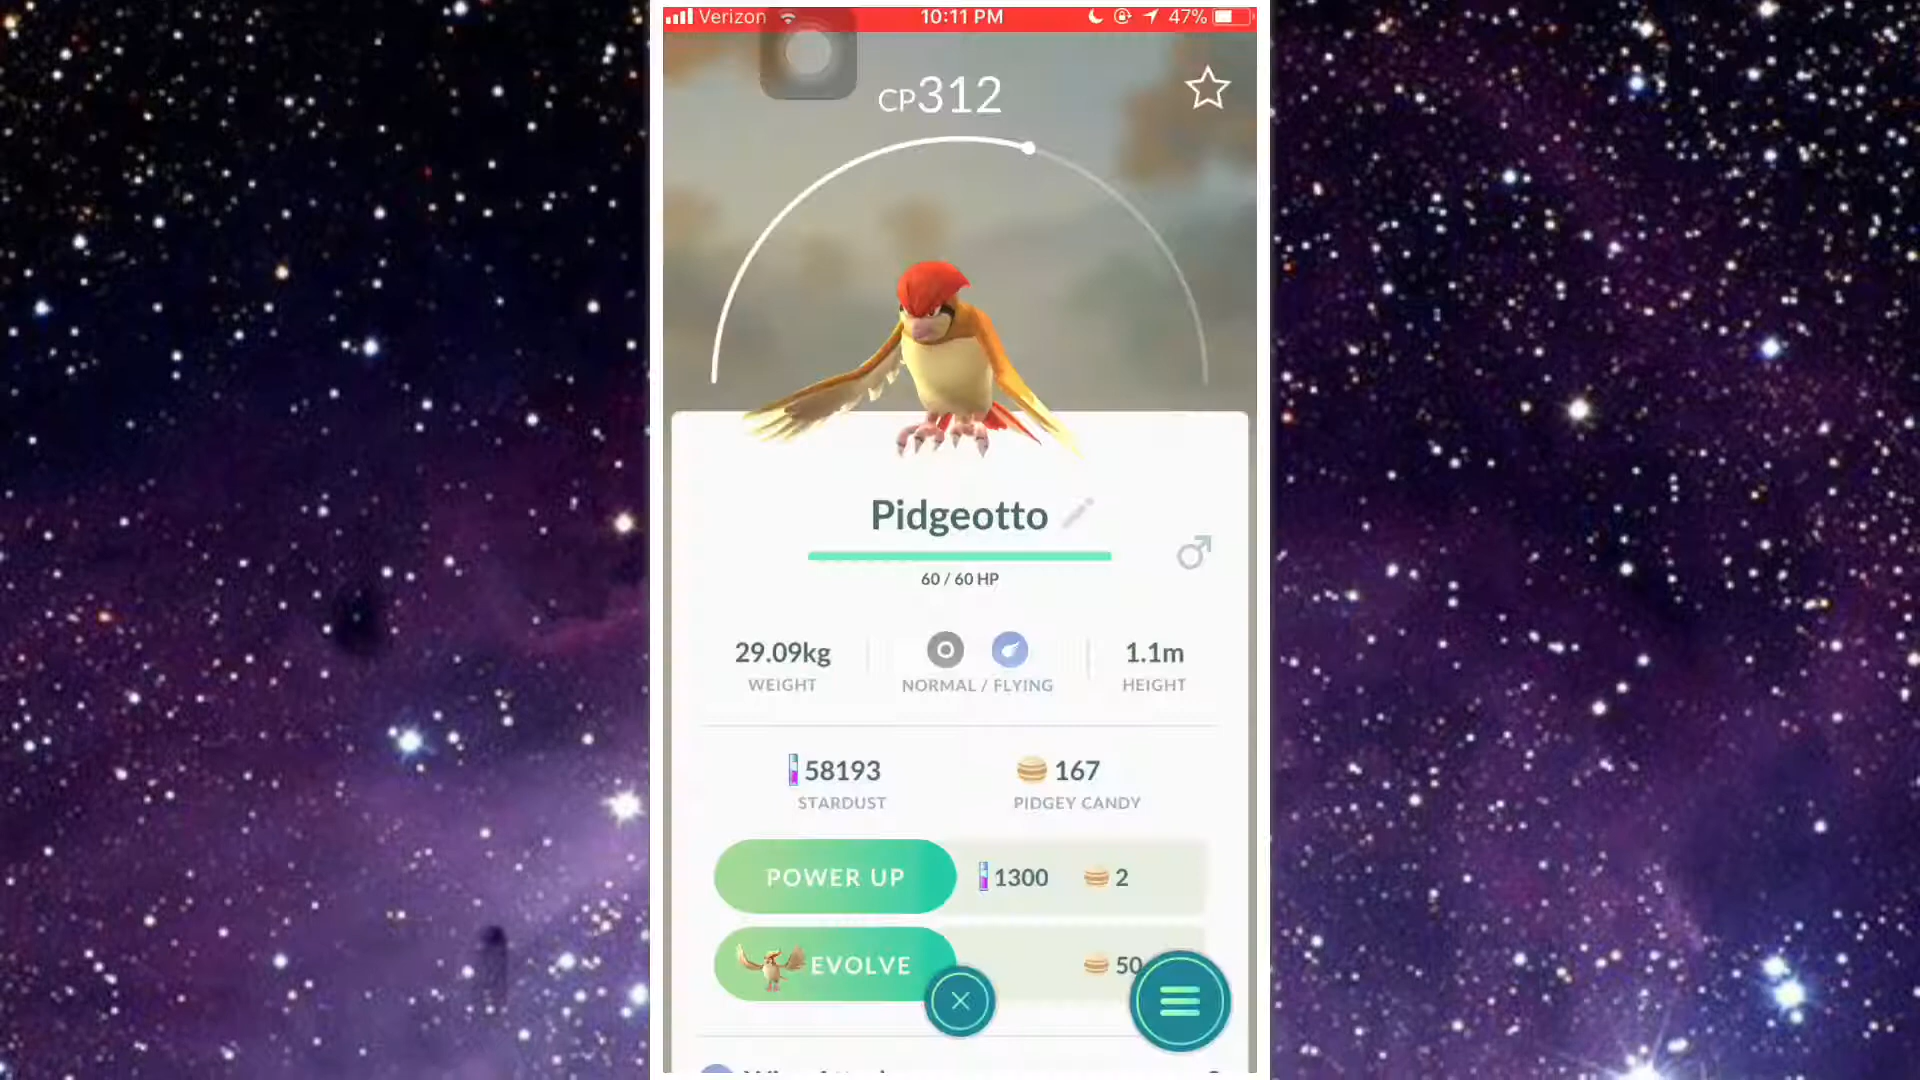 Verizon 10:11 PM 47%
CP312
Pidgeotto
60 / 60 HP
29.09kg
WEIGHT
NORMAL / FLYING
1.1m
HEIGHT
58193
STARDUST
167
PIDGEY CANDY
POWER UP 1300 2
EVOLVE 50